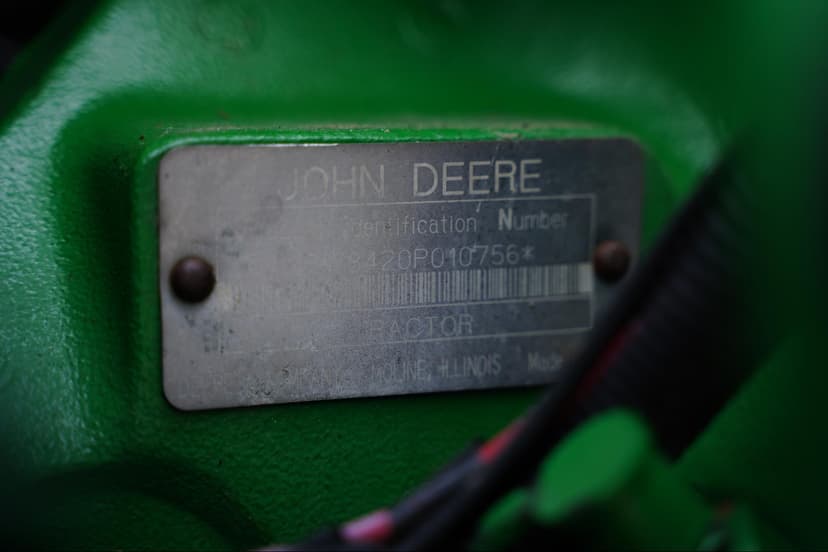 JOHN DEERE
Identification Number
8420P010756*
TRACTOR
MOLINE, ILLINOIS